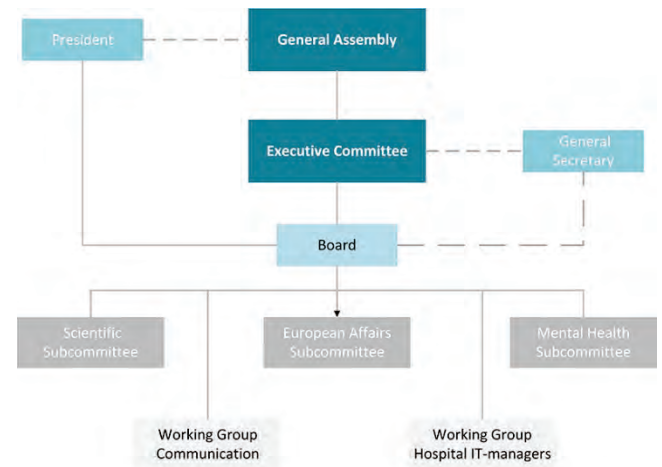 President
General Assembly
Executive Committee
General
Secretary
Board
Scientific
Subcommittee
European Affairs
Subcommittee
Mental Health
Subcommittee
Working Group
Communication
Working Group
Hospital IT-managers